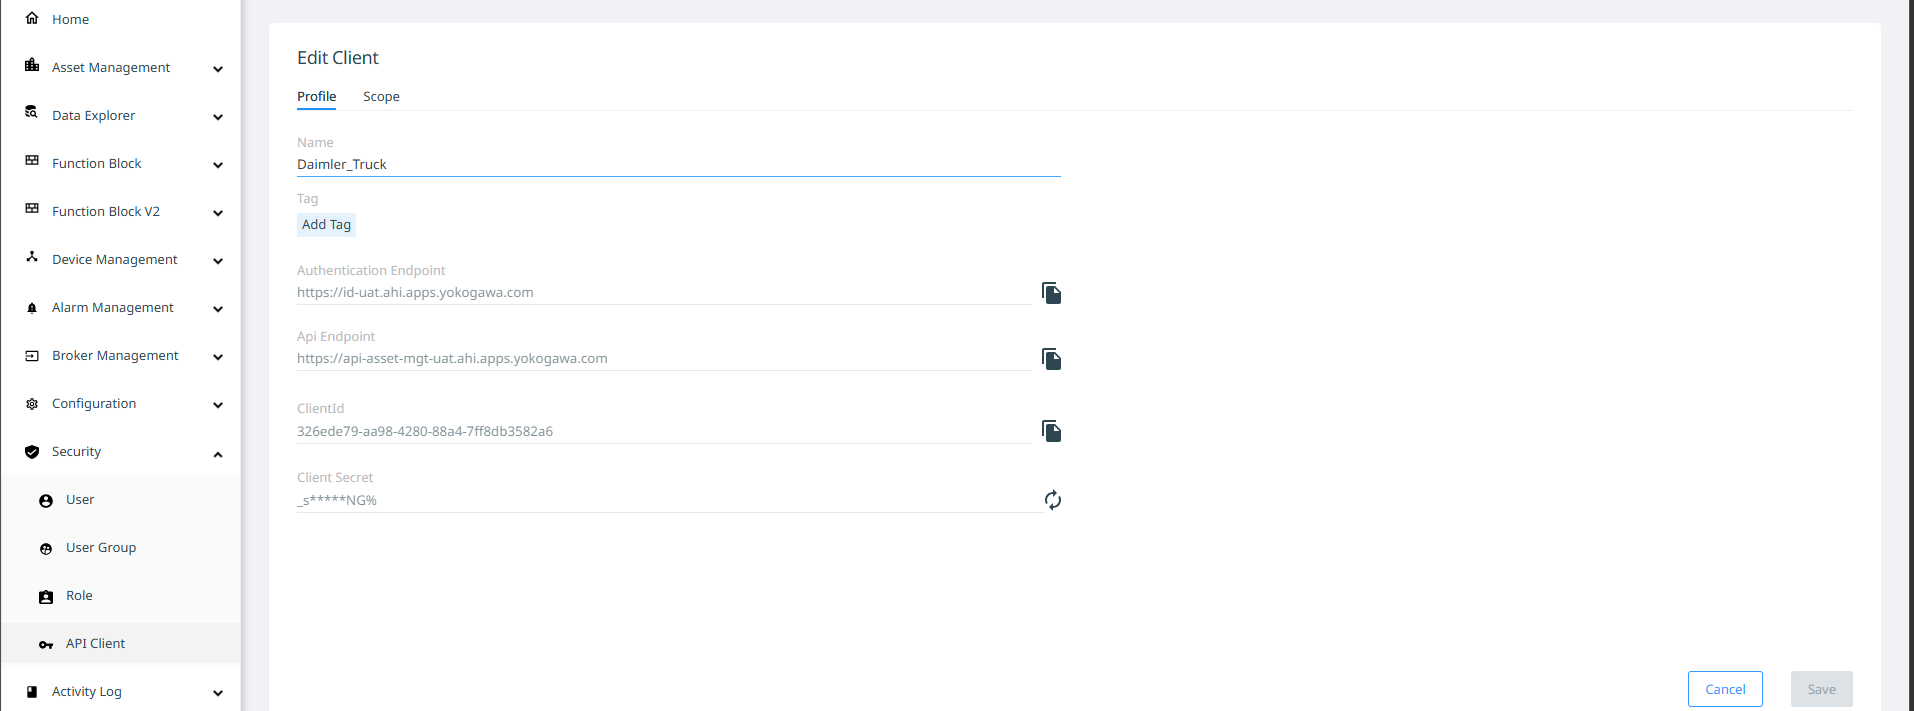 Home
Asset Management
Data Explorer
Function Block
Function Block V2
Device Management
Alarm Management
Broker Management
Configuration
Security
User
User Group
Role
API Client
Activity Log
Edit Client
Profile Scope
Name
Daimler_Truck
Tag
Add Tag
Authentication Endpoint
https://id-uat.ahi.apps.yokogawa.com
Api Endpoint
https://api-asset-mgt-uat.ahi.apps.yokogawa.com
ClientId
326ede79-aa98-4280-88a4-7ff8db3582a6
Client Secret
_s*****NG%
Cancel Save